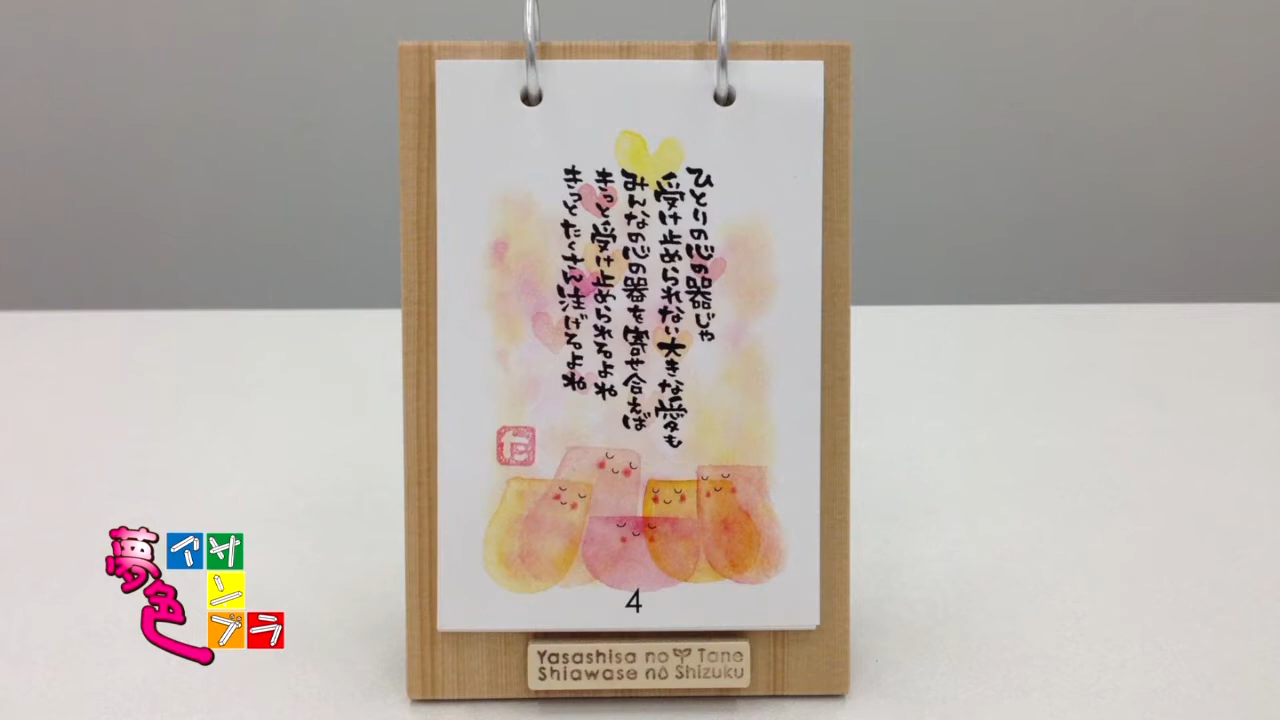 ひとりの心の器じゃ
受け止められない大きな愛も
みんなの心の器を寄せ合えば
きっと受け止められるよね
きっとたくさん注げるよね
た
4
Yasashisa no Tane
Shiawase no Shizuku
夢色
アサンブラ